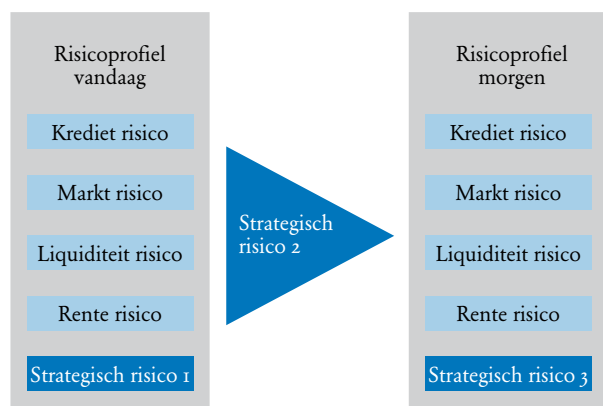 Risicoprofiel
vandaag
Krediet risico
Markt risico
Liquiditeit risico
Rente risico
Strategisch risico 1
Strategisch
risico 2
Risicoprofiel
morgen
Krediet risico
Markt risico
Liquiditeit risico
Rente risico
Strategisch risico 3